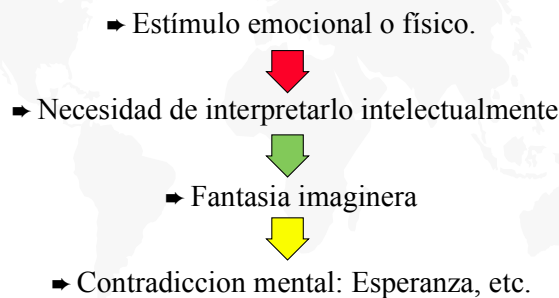 ➨ Estímulo emocional o físico.
➨ Necesidad de interpretarlo intelectualmente
➨ Fantasia imaginera
➨ Contradiccion mental: Esperanza, etc.